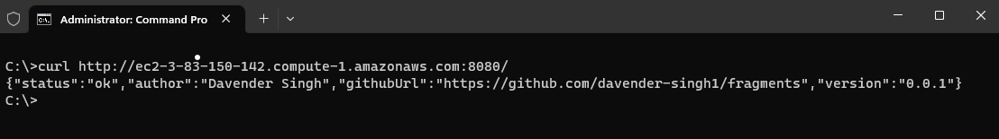 Administrator: Command Pro
C:\>curl http://ec2-3-83-150-142.compute-1.amazonaws.com:8080/
{"status":"ok","author":"Davender Singh","githubUrl":"https://github.com/davender-singh1/fragments","version":"0.0.1"}
C:\>